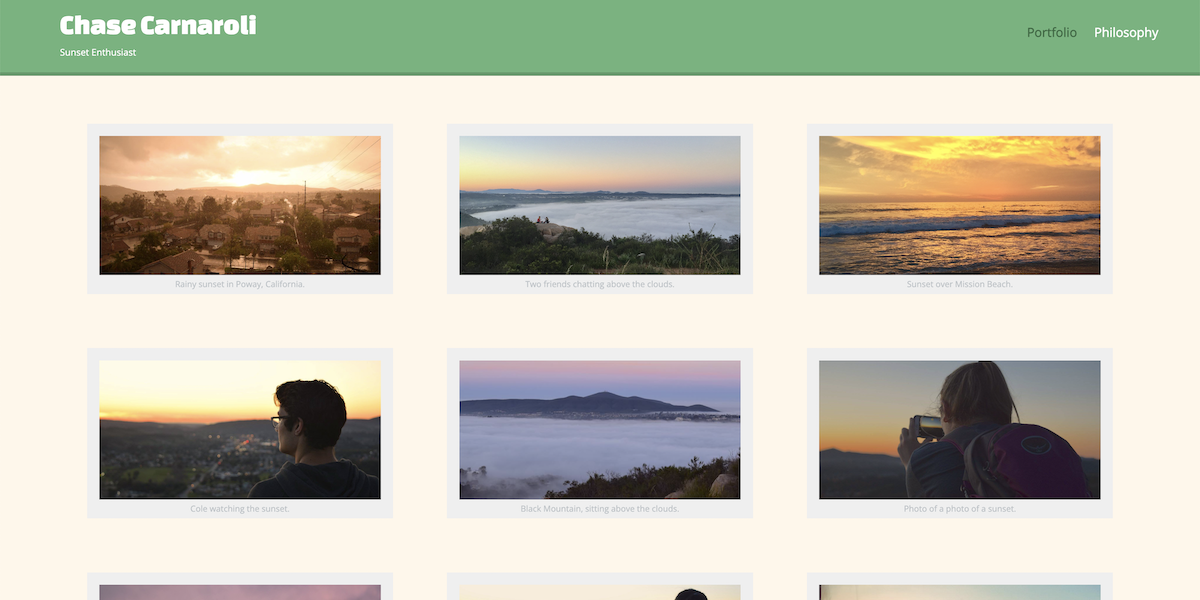 Chase Carnaroli
Sunset Enthusiast
Portfolio Philosophy
Rainy sunset in Poway, California.
Two friends chatting above the clouds.
Sunset over Mission Beach.
Cole watching the sunset.
Black Mountain, sitting above the clouds.
Photo of a photo of a sunset.